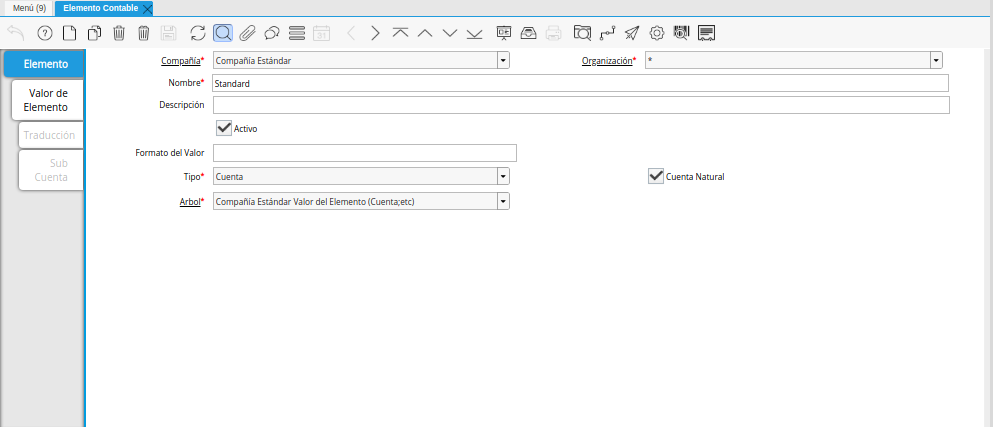 Menú (9)
Elemento Contable
Elemento
Valor de
Elemento
Traducción
Sub
Cuenta
Compañía* Compañía Estándar
Organización* *
Nombre* Standard
Descripción
Activo
Formato del Valor
Tipo* Cuenta
Cuenta Natural
Arbol* Compañía Estándar Valor del Elemento (Cuenta;etc)
31